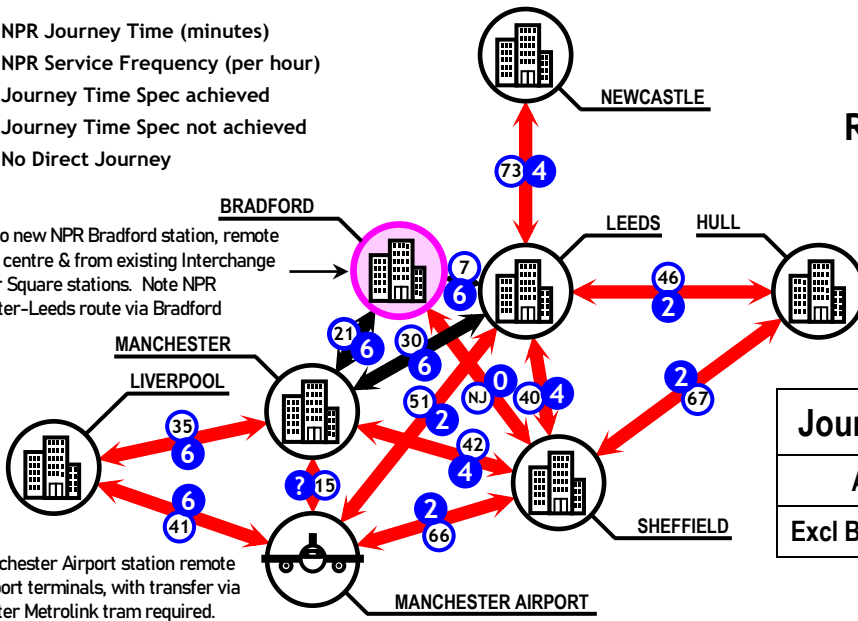 NPR Journey Time (minutes)
NPR Service Frequency (per hour)
Journey Time Spec achieved
Journey Time Spec not achieved
No Direct Journey
NEWCASTLE
R
73 4
BRADFORD
LEEDS
HULL
o new NPR Bradford station, remote
centre & from existing Interchange
Square stations. Note NPR
ter-Leeds route via Bradford
7
6
46
2
MANCHESTER
21 6
30
6
LIVERPOOL
51
2
NJ 0
40 4
2
67
35
6
42
4
Jour
6
41
? 15
2
66
A
SHEFFIELD
Excl B
chester Airport station remote
port terminals, with transfer via
ter Metrolink tram required.
MANCHESTER AIRPORT